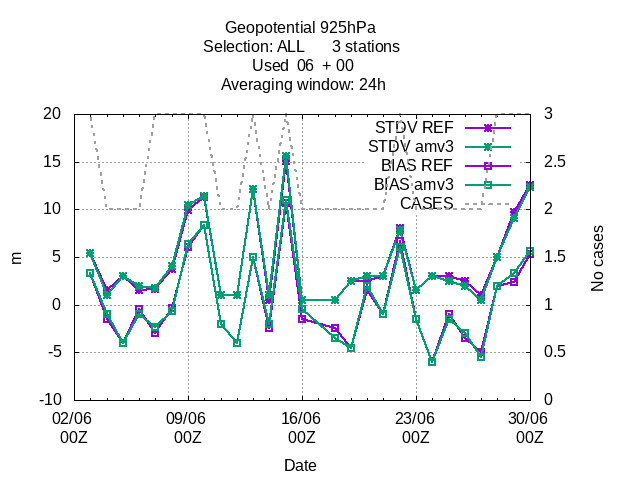 Geopotential 925hPa
Selection: ALL 3 stations
Used 06 + 00
Averaging window: 24h
20 3
STDV REF
STDV amv3
15 2.5
BIAS REF
BIAS amv3
CASES
10 2
5 1.5
m
No cases
0 1
-5 0.5
-10 0
02/06 09/06 16/06 23/06 30/06
00Z 00Z 00Z 00Z 00Z
Date